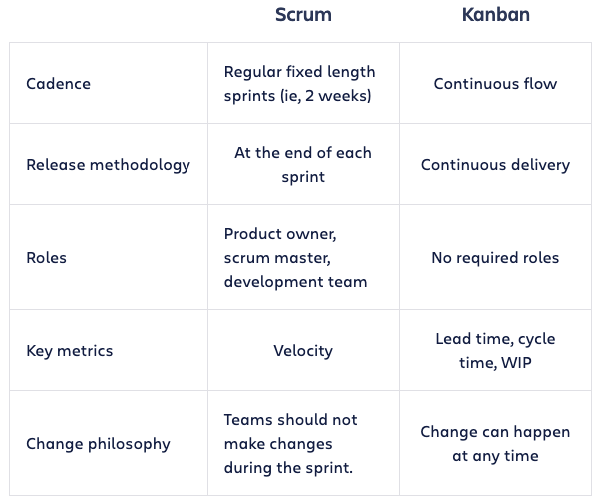 Scrum Kanban
Cadence
Regular fixed length
sprints (ie, 2 weeks)
Continuous flow
Release methodology
At the end of each
sprint
Continuous delivery
Roles
Product owner,
scrum master,
development team
No required roles
Key metrics
Velocity
Lead time, cycle
time, WIP
Change philosophy
Teams should not
make changes
during the sprint.
Change can happen
at any time